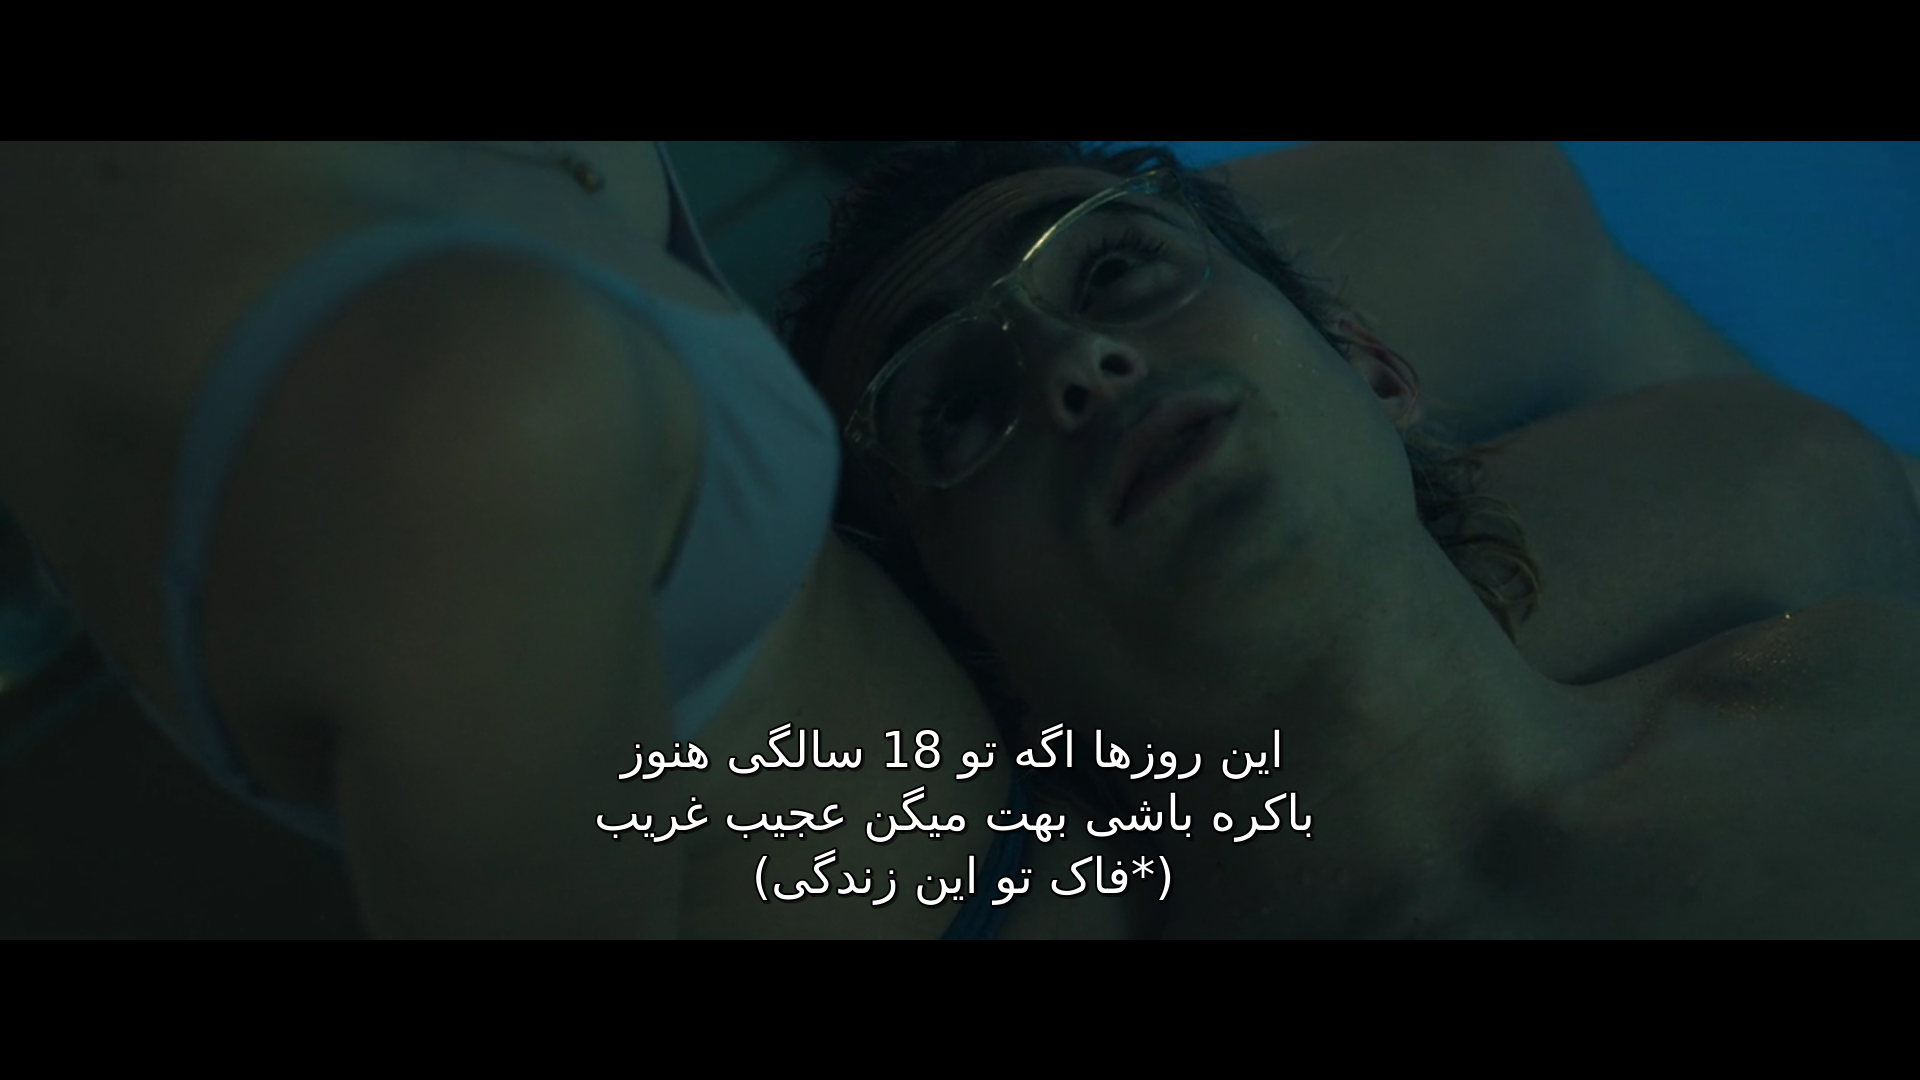 این روزها اگه تو 18 سالگی هنوز
باکره باشی بهت میگن عجیب غریب
(*فاک تو این زندگی)